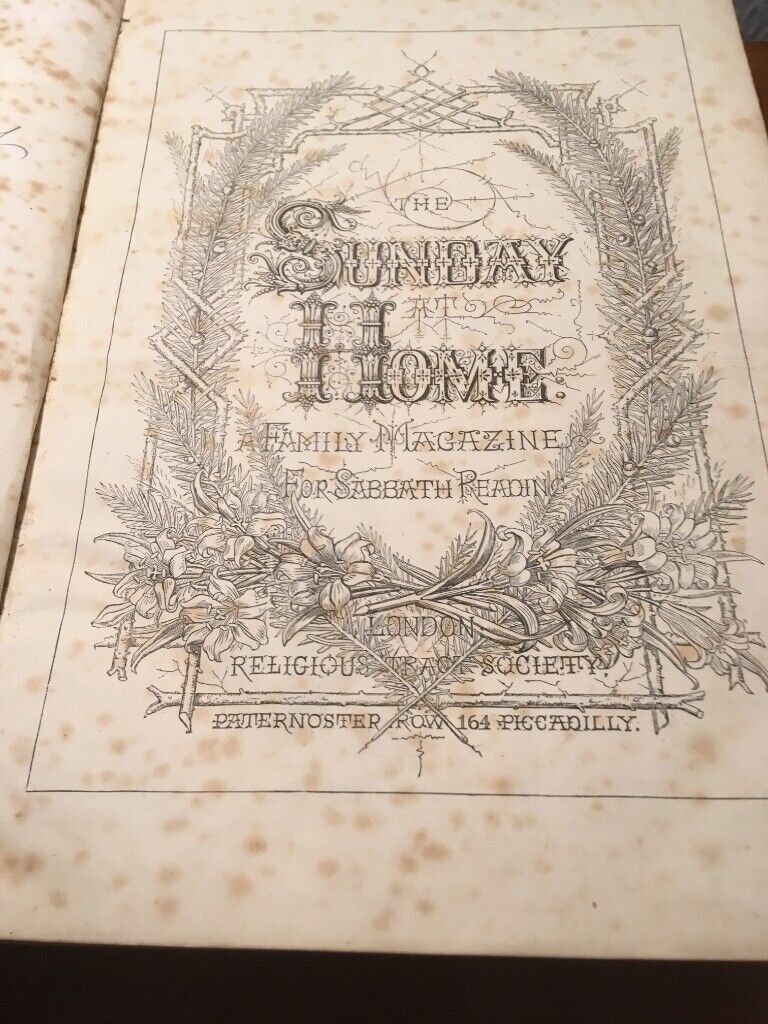 THE
SUNDAY
AT
HOME.
A FAMILY MAGAZINE
FOR SABBATH READING
LONDON
RELIGIOUS TRACT SOCIETY,
PATERNOSTER ROW 164 PICCADILLY.